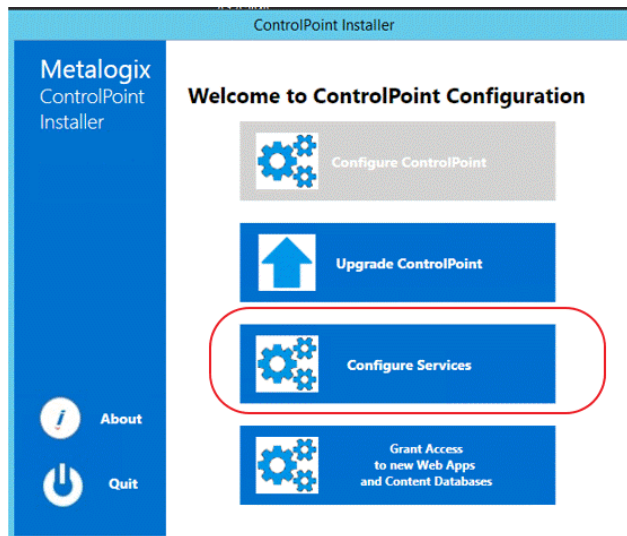 ControlPoint Installer
Metalogix
ControlPoint
Installer
Welcome to ControlPoint Configuration
Configure ControlPoint
Upgrade ControlPoint
Configure Services
Grant Access
to new Web Apps
and Content Databases
About
Quit